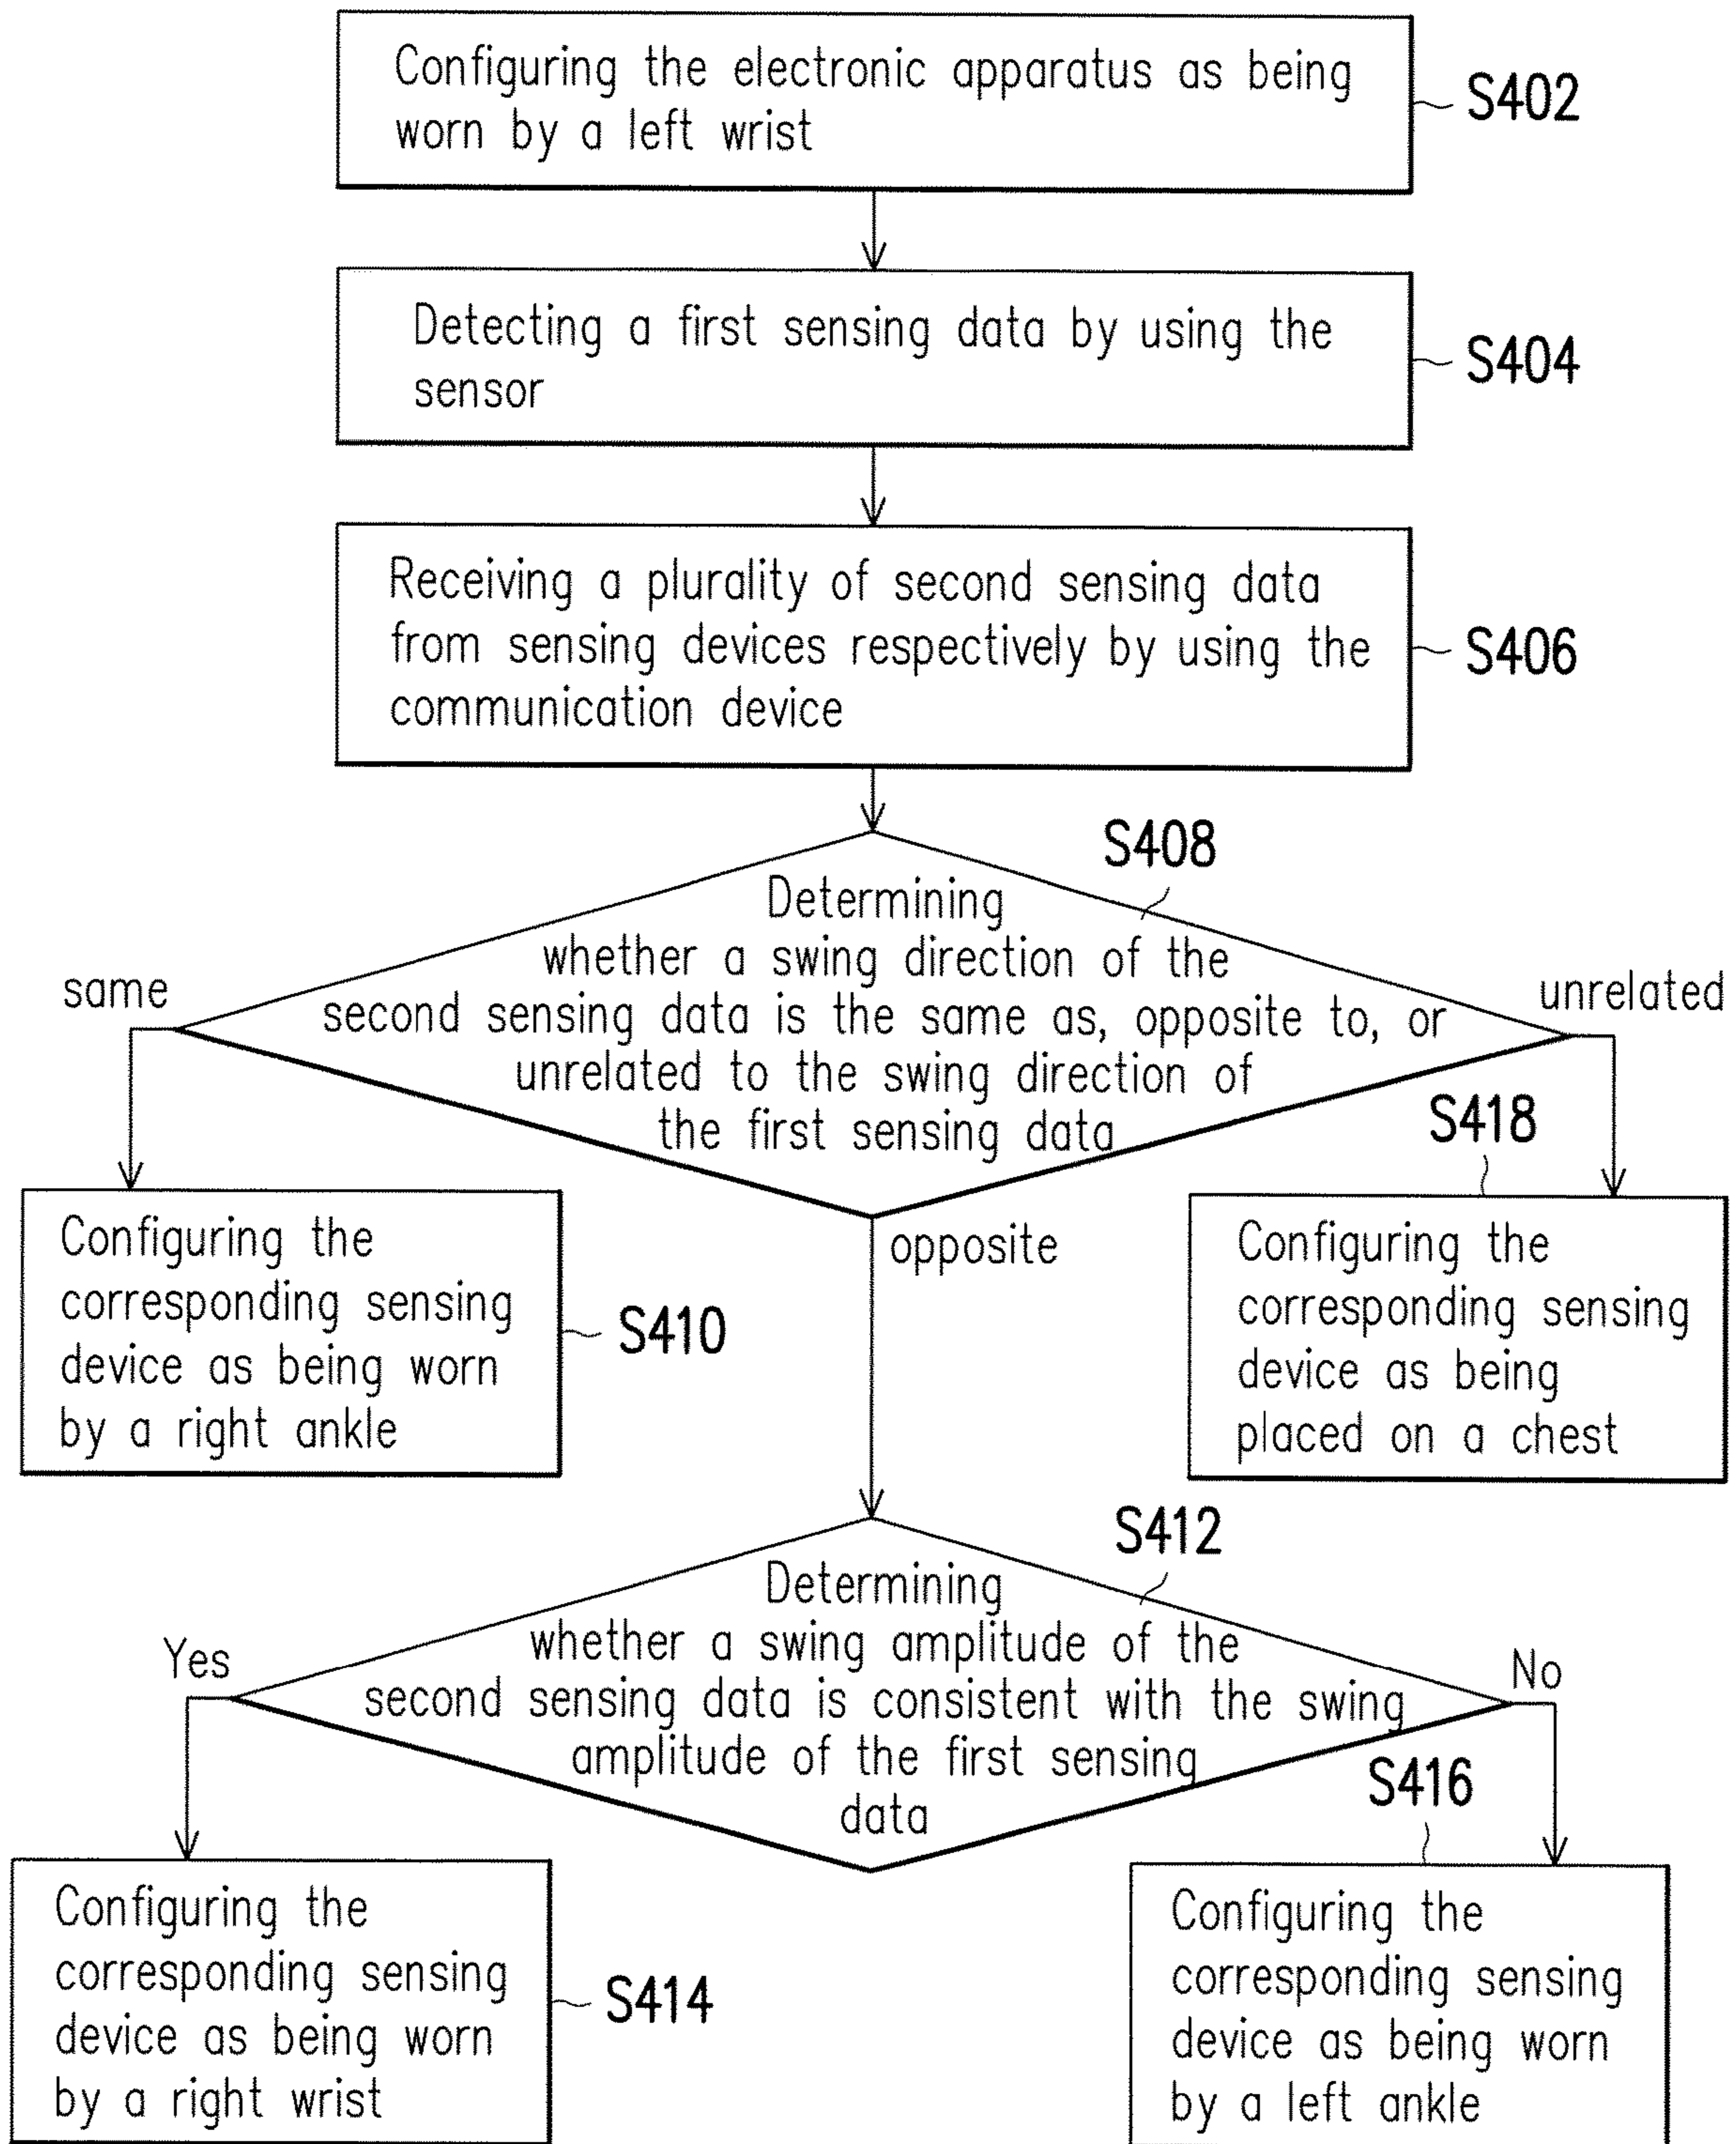 Configuring the electronic apparatus as being
worn by a left wrist
S402
Detecting a first sensing data by using the
sensor
S404
Receiving a plurality of second sensing data
from sensing devices respectively by using the
communication device
S406
S408
Determining
whether a swing direction of the
second sensing data is the same as, opposite to, or
unrelated to the swing direction of
the first sensing data
same
unrelated
opposite
Configuring the
corresponding sensing
device as being worn
by a right ankle
S410
S418
Configuring the
corresponding sensing
device as being
placed on a chest
S412
Determining
whether a swing amplitude of the
second sensing data is consistent with the swing
amplitude of the first sensing
data
Yes
No
Configuring the
corresponding sensing
device as being worn
by a right wrist
S414
S416
Configuring the
corresponding sensing
device as being worn
by a left ankle